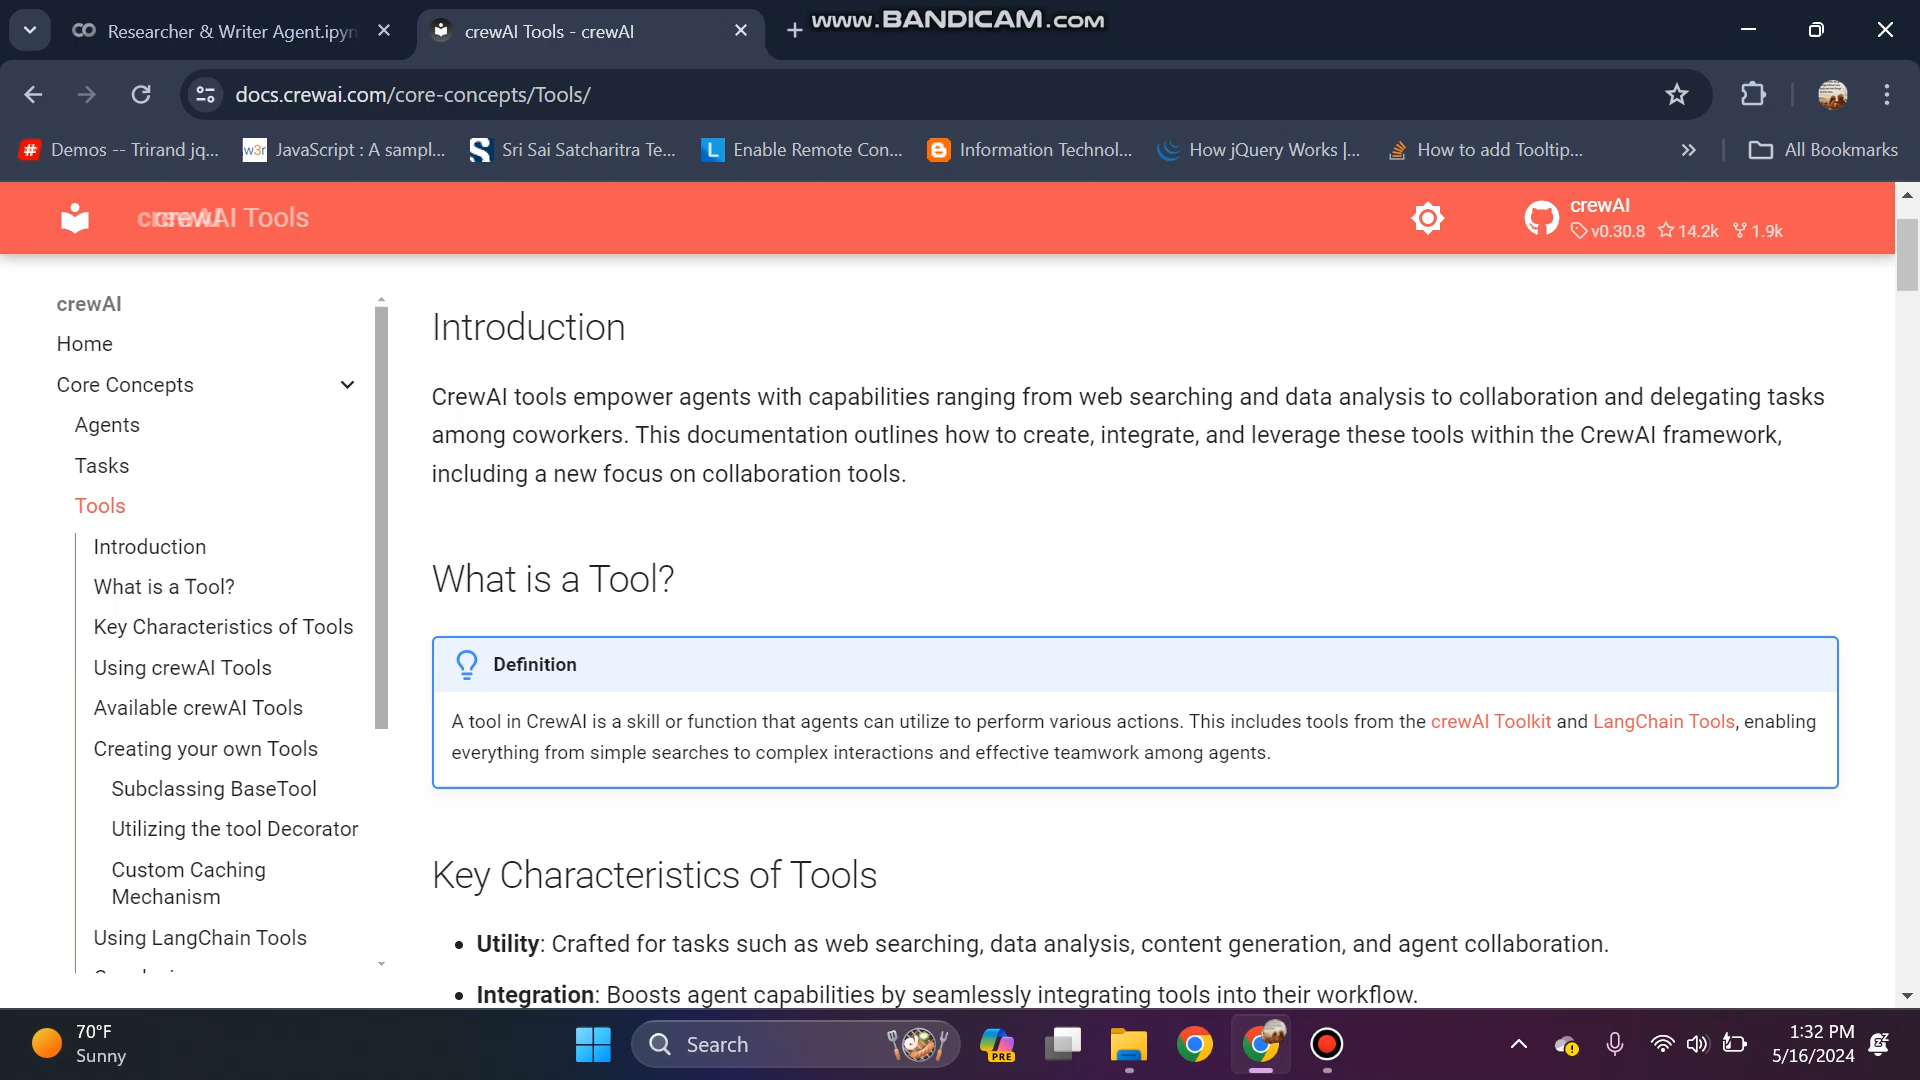 Researcher & Writer Agent.ipyn
crewAI Tools - crewAI
www.BANDICAM.com
docs.crewai.com/core-concepts/Tools/
Demos -- Trirand jq...
w3r
JavaScript : A sampl...
Sri Sai Satcharitra Te...
Enable Remote Con...
Information Technol...
How jQuery Works |...
How to add Tooltip...
All Bookmarks
crewAI Tools
crewAI
v0.30.8 14.2k 1.9k
crewAI
Home
Core Concepts
Agents
Tasks
Tools
Introduction
What is a Tool?
Key Characteristics of Tools
Using crewAI Tools
Available crewAI Tools
Creating your own Tools
Subclassing BaseTool
Utilizing the tool Decorator
Custom Caching
Mechanism
Using LangChain Tools
Introduction
CrewAI tools empower agents with capabilities ranging from web searching and data analysis to collaboration and delegating tasks
among coworkers. This documentation outlines how to create, integrate, and leverage these tools within the CrewAI framework,
including a new focus on collaboration tools.
What is a Tool?
Definition
A tool in CrewAI is a skill or function that agents can utilize to perform various actions. This includes tools from the crewAI Toolkit and LangChain Tools, enabling
everything from simple searches to complex interactions and effective teamwork among agents.
Key Characteristics of Tools
• Utility: Crafted for tasks such as web searching, data analysis, content generation, and agent collaboration.
• Integration: Boosts agent capabilities by seamlessly integrating tools into their workflow.
70°F
Sunny
Search
PRE
1:32 PM
5/16/2024